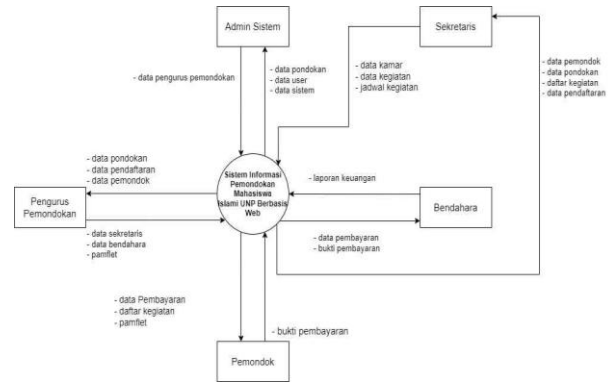 Admin Sistem
Sekretaris
- data pengurus pemondokan
- data pondokan
- data user
- data sistem
- data kamar
- data kegiatan
- jadwal kegiatan
- data pemondok
- data pondokan
- daftar kegiatan
- data pendaftaran
- data pondokan
- data pendaftaran
- data pemondok
Sistem Informasi
Pemondokan
Mahasiswa
Islami UNP Berbasis
Web
- laporan keuangan
Pengurus
Pemondokan
Bendahara
- data sekretaris
- data bendahara
- pamflet
- data pembayaran
- bukti pembayaran
- data Pembayaran
- daftar kegiatan
- pamflet
- bukti pembayaran
Pemondok